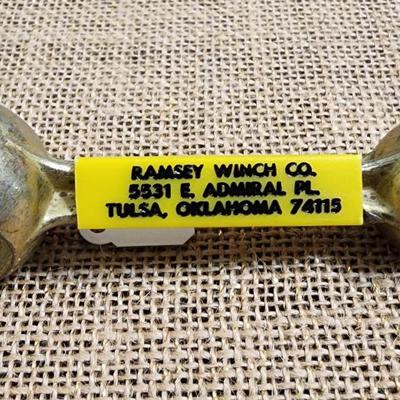 RAMSEY WINCH CO.
5531 E. ADMIRAL PL.
TULSA, OKLAHOMA 74115